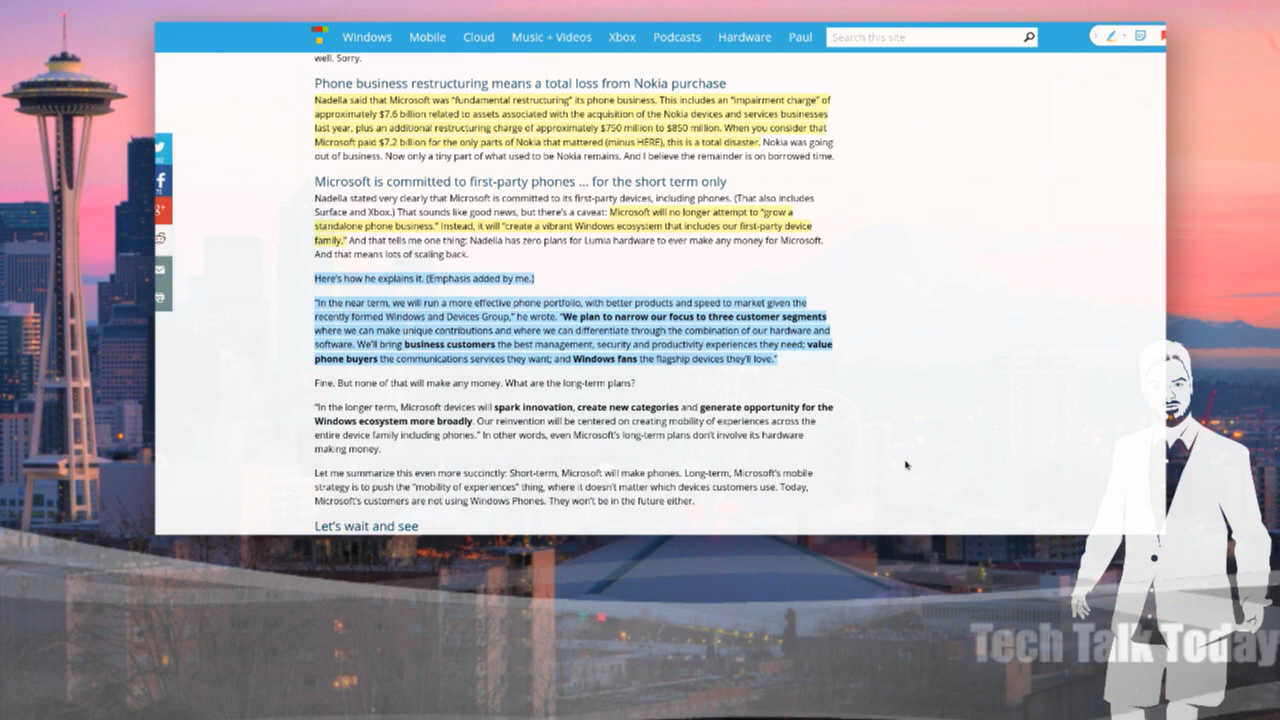 Windows Mobile Cloud Music + Videos Xbox Podcasts Hardware Paul Search this site
well. Sorry.
Phone business restructuring means a total loss from Nokia purchase
Nadella said that Microsoft was "fundamental restructuring" its phone business. This includes an "impairment charge" of
approximately $7.6 billion related to assets associated with the acquisition of the Nokia devices and services businesses
last year, plus an additional restructuring charge of approximately $750 million to $850 million. When you consider that
Microsoft paid $7.2 billion for the only parts of Nokia that mattered (minus HERE), this is a total disaster. Nokia was going
out of business. Now only a tiny part of what used to be Nokia remains. And I believe the remainder is on borrowed time.
Microsoft is committed to first-party phones ... for the short term only
Nadella stated very clearly that Microsoft is committed to its first-party devices, including phones. (That also includes
Surface and Xbox.) That sounds like good news, but there's a caveat: Microsoft will no longer attempt to "grow a
standalone phone business." Instead, it will "create a vibrant Windows ecosystem that includes our first-party device
family." And that tells me one thing: Nadella has zero plans for Lumia hardware to ever make any money for Microsoft.
And that means lots of scaling back.
Here's how he explains it. (Emphasis added by me.)
"In the near term, we will run a more effective phone portfolio, with better products and speed to market given the
recently formed Windows and Devices Group," he wrote. "We plan to narrow our focus to three customer segments
where we can make unique contributions and where we can differentiate through the combination of our hardware and
software. We'll bring business customers the best management, security and productivity experiences they need; value
phone buyers the communications services they want; and Windows fans the flagship devices they'll love."
Fine. But none of that will make any money. What are the long-term plans?
"In the longer term, Microsoft devices will spark innovation, create new categories and generate opportunity for the
Windows ecosystem more broadly. Our reinvention will be centered on creating mobility of experiences across the
entire device family including phones." In other words, even Microsoft's long-term plans don't involve its hardware
making money.
Let me summarize this even more succinctly: Short-term, Microsoft will make phones. Long-term, Microsoft's mobile
strategy is to push the "mobility of experiences" thing, where it doesn't matter which devices customers use. Today,
Microsoft's customers are not using Windows Phones. They won't be in the future either.
Let's wait and see
Tech Talk Today